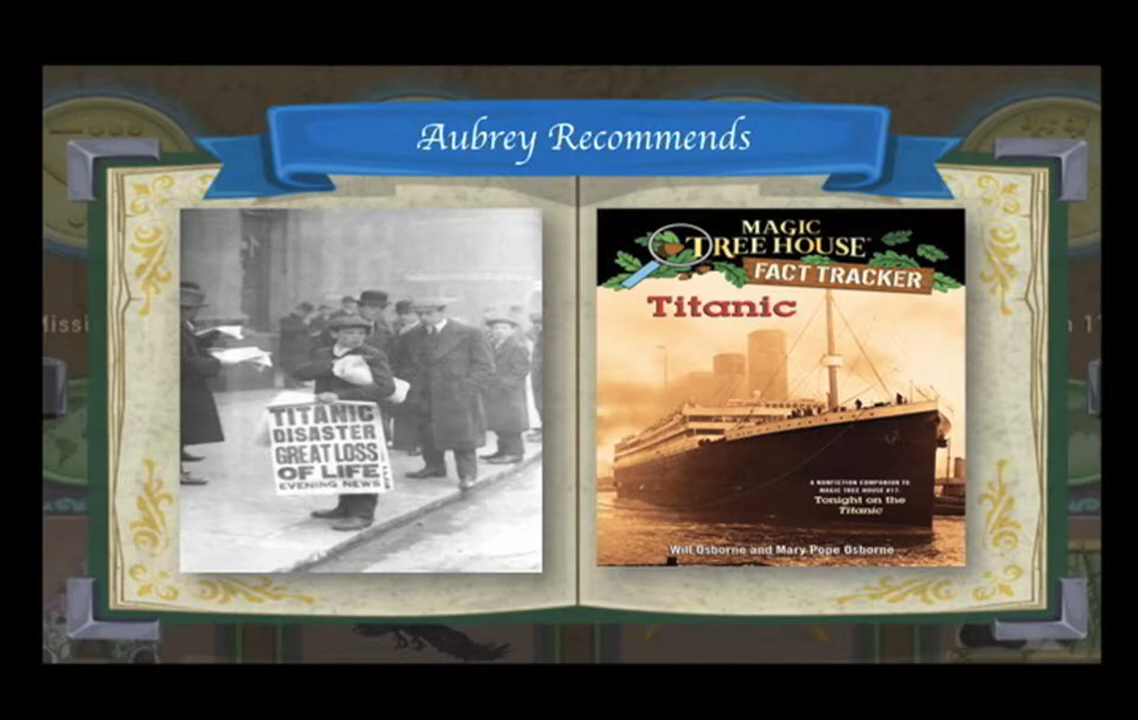 Aubrey Recommends
TITANIC
DISASTER
GREAT LOSS
OF LIFE
EVENING NEWS
MAGIC
TREE HOUSE
FACT TRACKER
Titanic
A NONFICTION COMPANION TO
MAGIC TREE HOUSE #17:
Tonight on the
Titanic
Will Osborne and Mary Pope Osborne